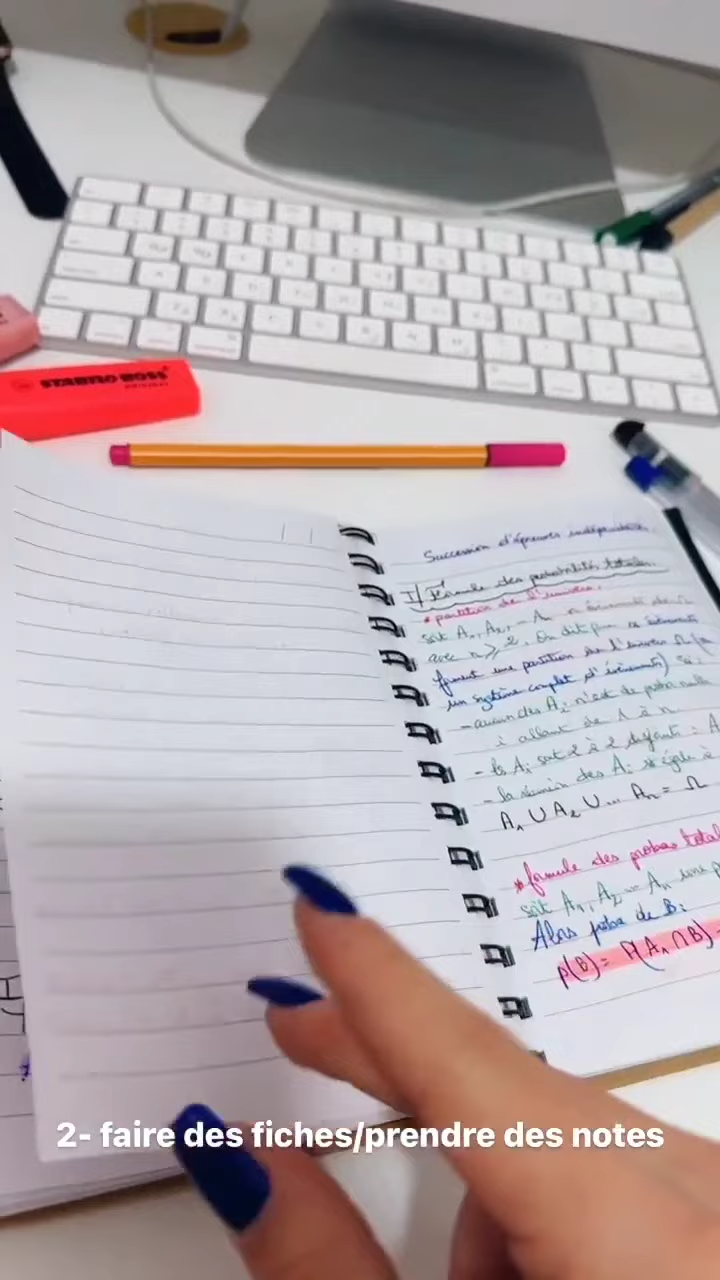 STABILO BOSS
ORIGINAL
Succession d'épreuves indépendantes.
I/ Formule des probabilités totales.
* partition de l'univers.
soit A₁, A₂, – Aₙ n événements de Ω
avec n ⩾ 2. On dit que ces événements
forment une partition de l'univers Ω (ou
un système complet d'événements) si :
- aucun des Aᵢ n'est de proba nulle
i allant de 1 à n
- les Aᵢ sont 2 à 2 disjoints : A
- la réunion des Aᵢ est égale à
A₁ ∪ A₂ ∪ ... Aₙ = Ω
* formule des probas total
soit A₁, A₂ – Aₙ une p
Alors proba de B :
p(B) = P(A₁ ∩ B) =
2- faire des fiches/prendre des notes